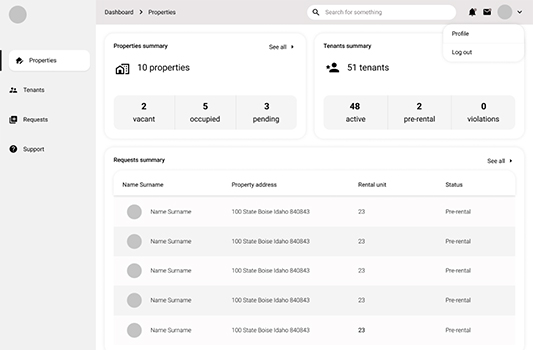 Dashboard > Properties
Search for something
Profile
Log out
Properties
Tenants
Requests
Support
Properties summary
See all
10 properties
2
vacant
5
occupied
3
pending
Tenants summary
51 tenants
48
active
2
pre-rental
0
violations
Requests summary
See all
Name Surname Property address Rental unit Status
Name Surname 100 State Boise Idaho 840843 23 Pre-rental
Name Surname 100 State Boise Idaho 840843 23 Pre-rental
Name Surname 100 State Boise Idaho 840843 23 Pre-rental
Name Surname 100 State Boise Idaho 840843 23 Pre-rental
Name Surname 100 State Boise Idaho 840843 23 Pre-rental